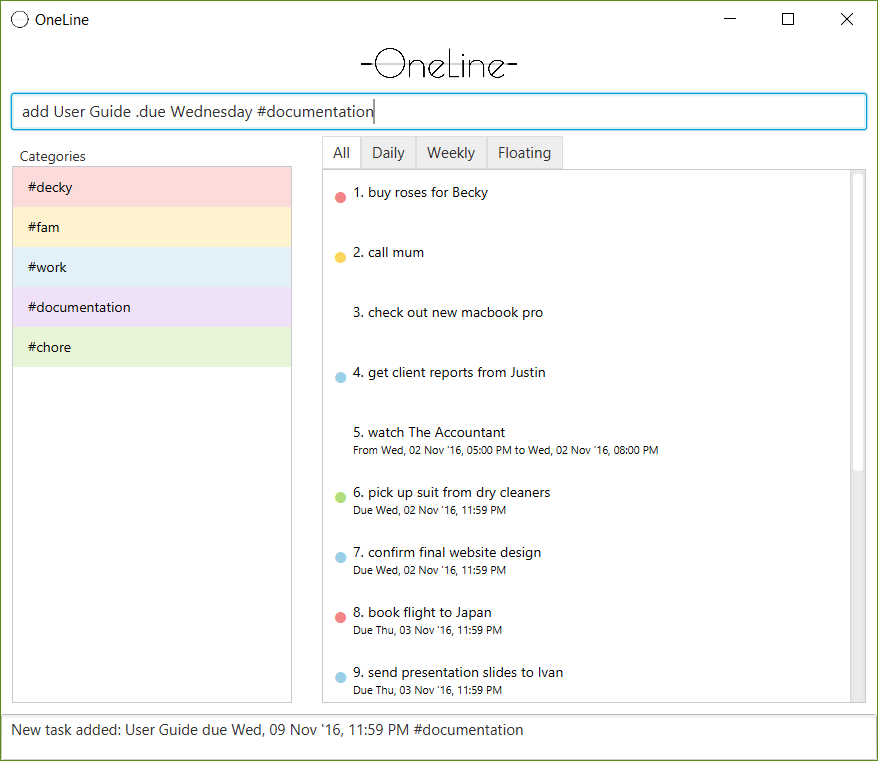 OneLine
-OneLine-
add User Guide .due Wednesday #documentation
Categories
#decky
#fam
#work
#documentation
#chore
All Daily Weekly Floating
1. buy roses for Becky
2. call mum
3. check out new macbook pro
4. get client reports from Justin
5. watch The Accountant
From Wed, 02 Nov '16, 05:00 PM to Wed, 02 Nov '16, 08:00 PM
6. pick up suit from dry cleaners
Due Wed, 02 Nov '16, 11:59 PM
7. confirm final website design
Due Wed, 02 Nov '16, 11:59 PM
8. book flight to Japan
Due Thu, 03 Nov '16, 11:59 PM
9. send presentation slides to Ivan
Due Thu, 03 Nov '16, 11:59 PM
New task added: User Guide due Wed, 09 Nov '16, 11:59 PM #documentation